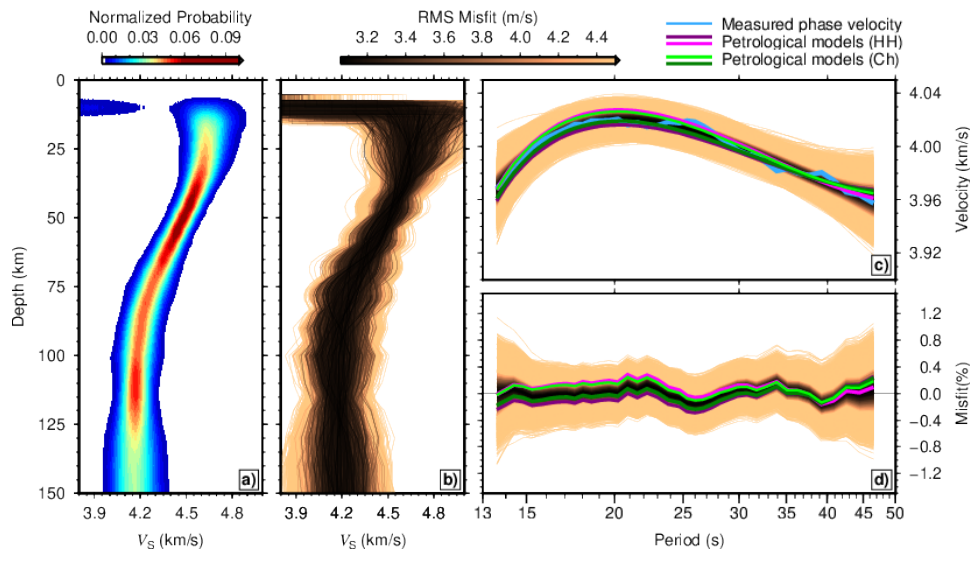 Normalized Probability
0.00 0.03 0.06 0.09
RMS Misfit (m/s)
3.2 3.4 3.6 3.8 4.0 4.2 4.4
Measured phase velocity
Petrological models (HH)
Petrological models (Ch)
0
25
50
75
100
125
150
Depth (km)
3.9 4.2 4.5 4.8
VS (km/s)
a)
3.9 4.2 4.5 4.8
VS (km/s)
b)
4.04
4.00
3.96
3.92
Velocity (km/s)
c)
1.2
0.8
0.4
0.0
−0.4
−0.8
−1.2
Misfit(%)
d)
13 15 20 25 30 35 40 45 50
Period (s)